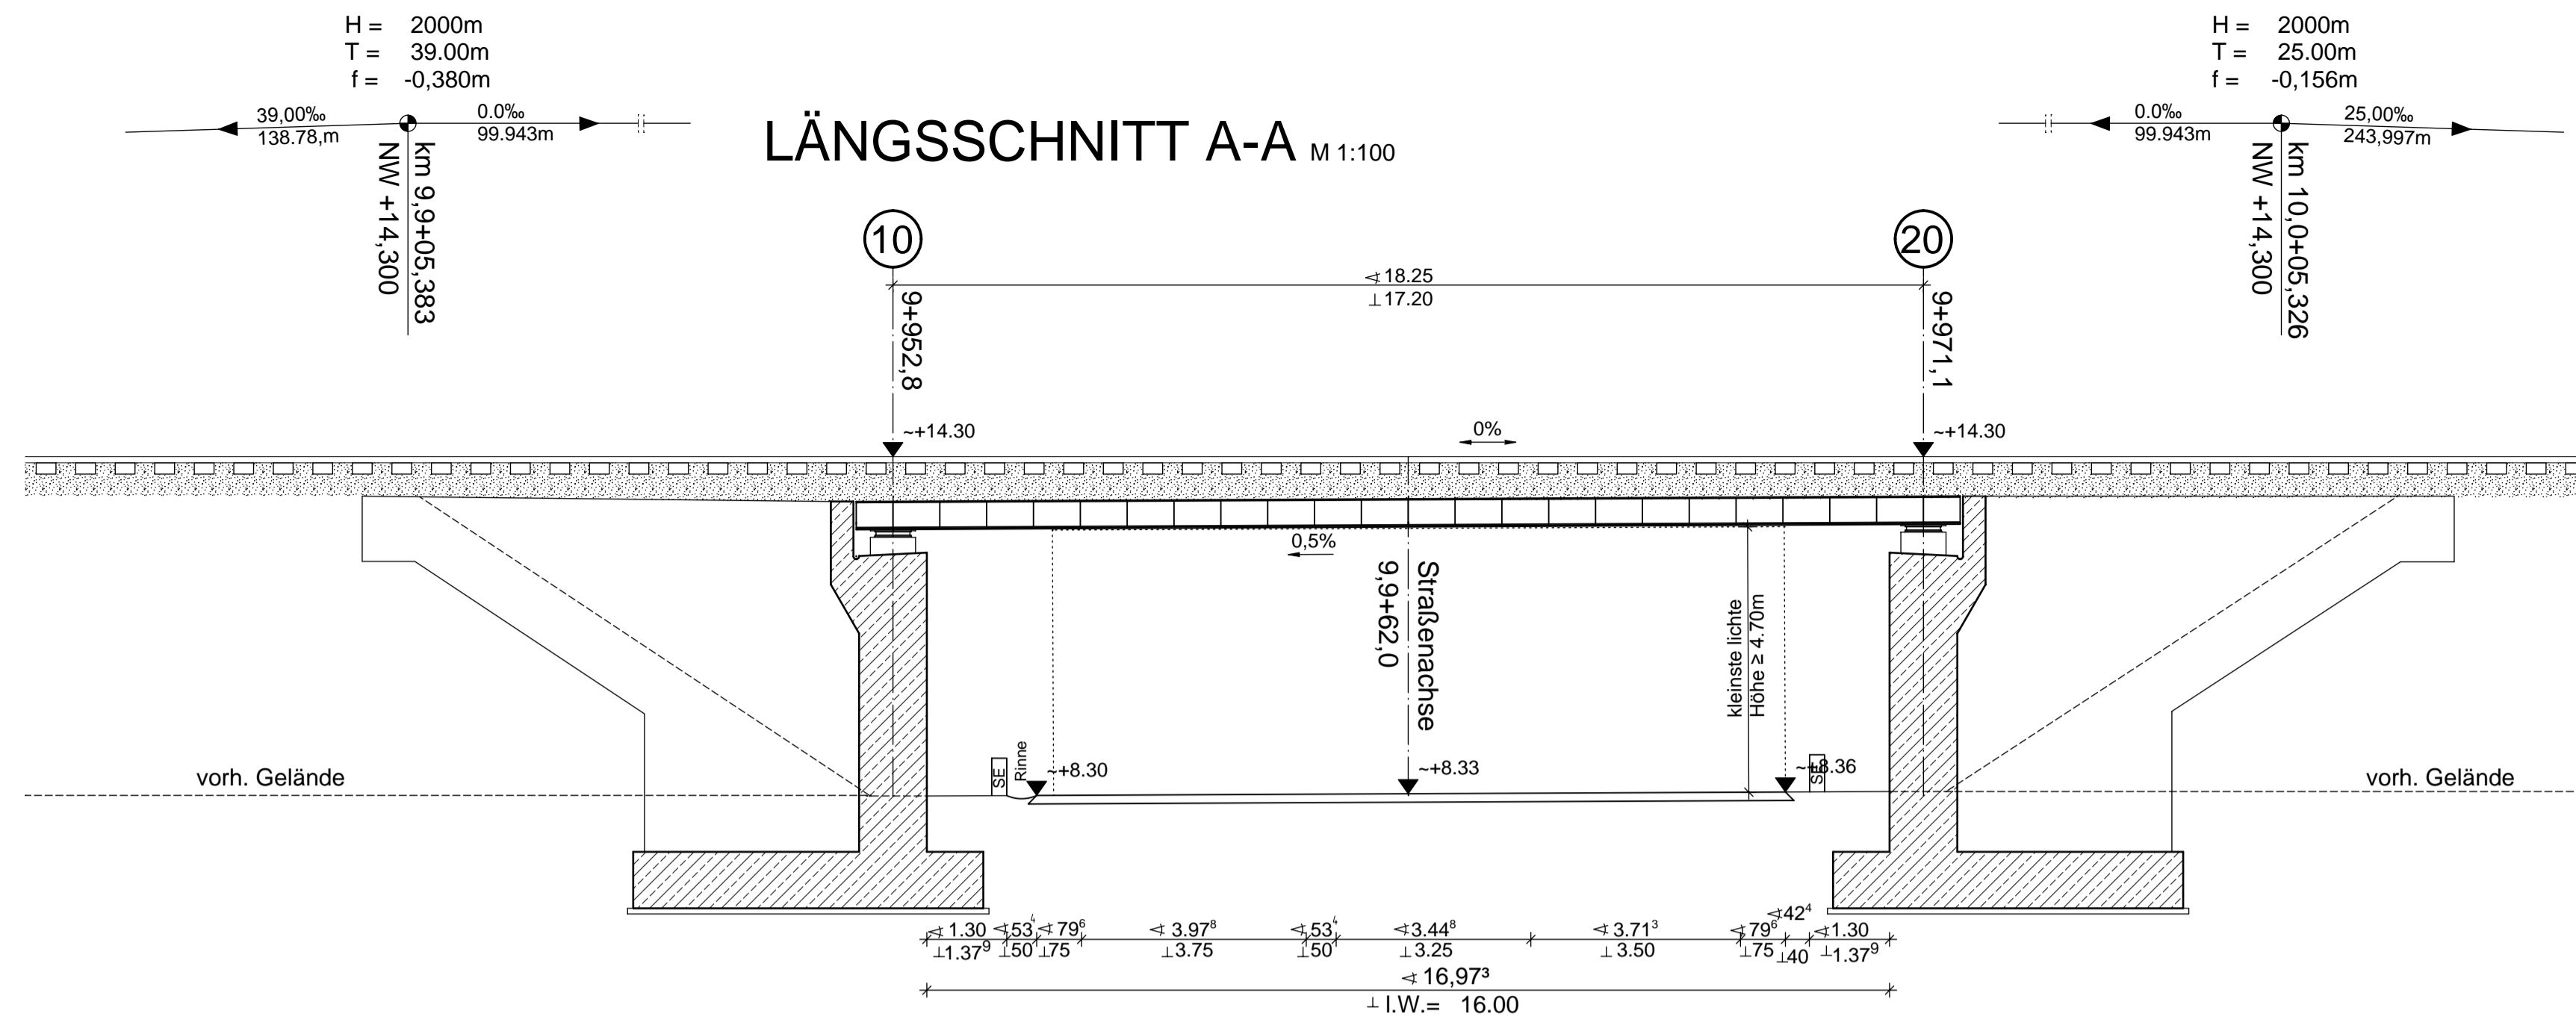 H = 2000m
T = 39.00m
f = -0,380m
39,00‰
138.78,m
0.0‰
99.943m
km 9,9+05,383
NW +14,300
LÄNGSSCHNITT A-A M 1:100
H = 2000m
T = 25.00m
f = -0,156m
0.0‰
99.943m
25,00‰
243,997m
km 10,0+05,326
NW +14,300
10
20
∢18.25
⊥17.20
9+952,8
9+971,1
~+14.30
0%
~+14.30
0,5%
Straßenachse
9,9+62,0
kleinste lichte
Höhe ≥ 4.70m
vorh. Gelände
SE
Rinne
~+8.30
~+8.33
~+8.36
SE
vorh. Gelände
∢1.30 ∢53⁴ ∢79⁶ ∢3.97⁸ ∢53⁴ ∢3.44⁸ ∢3.71³ ∢79⁶ ∢42⁴ ∢1.30
⊥1.37⁹ ⊥50 ⊥75 ⊥3.75 ⊥50 ⊥3.25 ⊥3.50 ⊥75 ⊥40 ⊥1.37⁹
∢16,97³
⊥ l.W.= 16.00